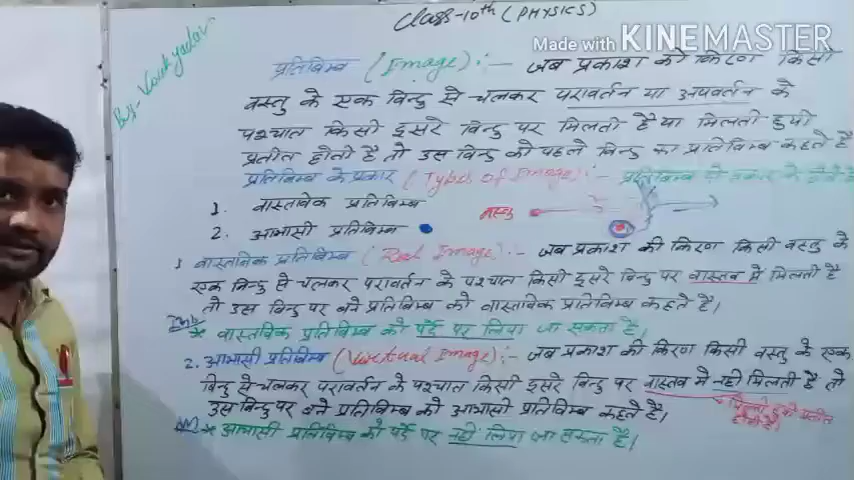 Class-10th (PHYSICS)
Made with KINEMASTER
प्रतिबिम्ब (Image) :- जब प्रकाश की किरण किसी
वस्तु के एक बिन्दु से चलकर परावर्तन या अपवर्तन के
पश्चात किसी दुसरे बिन्दु पर मिलती है या मिलती हुयी
प्रतीत होती है तो उस बिन्दु को पहले बिन्दु का प्रतिबिम्ब कहते है
प्रतिबिम्ब के प्रकार (Types of Image) :- प्रतिबिम्ब दो प्रकार के होते है
1. वास्तविक प्रतिबिम्ब
वस्तु
2. आभासी प्रतिबिम्ब
1 वास्तविक प्रतिबिम्ब (Real Image) :- जब प्रकाश की किरण किसी वस्तु के
एक बिन्दु से चलकर परावर्तन के पश्चात किसी दुसरे बिन्दु पर वास्तव में मिलती है
तो उस बिन्दु पर बने प्रतिबिम्ब को वास्तविक प्रतिबिम्ब कहते है।
* वास्तविक प्रतिबिम्ब को पर्दे पर लिया जा सकता है।
2. आभासी प्रतिबिम्ब (Virtual Image) :- जब प्रकाश की किरण किसी वस्तु के एक
बिन्दु से चलकर परावर्तन के पश्चात किसी दुसरे बिन्दु पर वास्तव में नही मिलती है तो
उस बिन्दु पर बने प्रतिबिम्ब को आभासी प्रतिबिम्ब कहते है।
मिलती हुयी प्रतीत
होती है।
* आभासी प्रतिबिम्ब को पर्दे पर नहीं लिया जा सकता है।